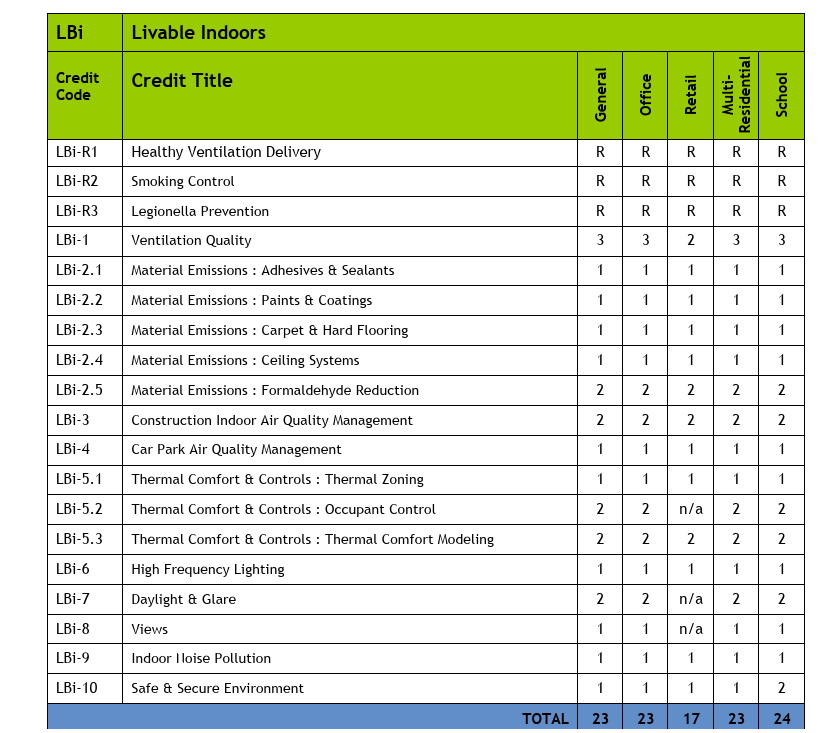 LBi Livable Indoors
Credit Code Credit Title General Office Retail Multi-Residential School
LBi-R1 Healthy Ventilation Delivery R R R R R
LBi-R2 Smoking Control R R R R R
LBi-R3 Legionella Prevention R R R R R
LBi-1 Ventilation Quality 3 3 2 3 3
LBi-2.1 Material Emissions : Adhesives & Sealants 1 1 1 1 1
LBi-2.2 Material Emissions : Paints & Coatings 1 1 1 1 1
LBi-2.3 Material Emissions : Carpet & Hard Flooring 1 1 1 1 1
LBi-2.4 Material Emissions : Ceiling Systems 1 1 1 1 1
LBi-2.5 Material Emissions : Formaldehyde Reduction 2 2 2 2 2
LBi-3 Construction Indoor Air Quality Management 2 2 2 2 2
LBi-4 Car Park Air Quality Management 1 1 1 1 1
LBi-5.1 Thermal Comfort & Controls : Thermal Zoning 1 1 1 1 1
LBi-5.2 Thermal Comfort & Controls : Occupant Control 2 2 n/a 2 2
LBi-5.3 Thermal Comfort & Controls : Thermal Comfort Modeling 2 2 2 2 2
LBi-6 High Frequency Lighting 1 1 1 1 1
LBi-7 Daylight & Glare 2 2 n/a 2 2
LBi-8 Views 1 1 n/a 1 1
LBi-9 Indoor Noise Pollution 1 1 1 1 1
LBi-10 Safe & Secure Environment 1 1 1 1 2
TOTAL 23 23 17 23 24